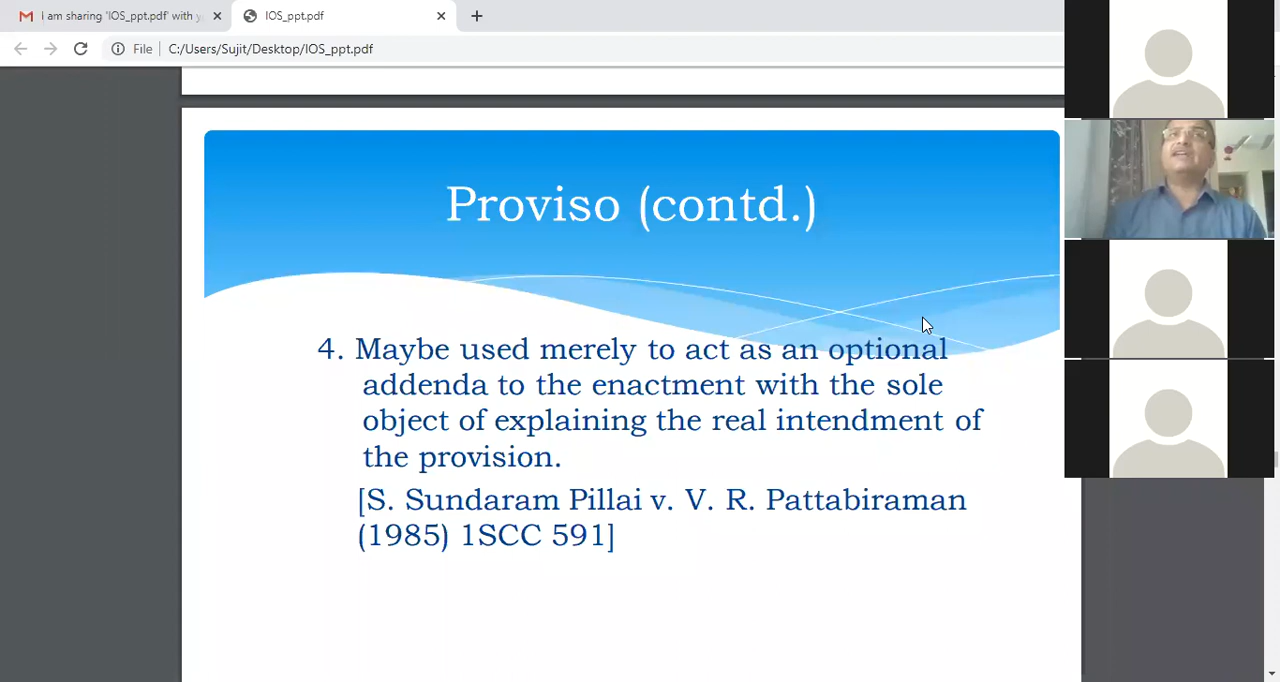 I am sharing 'IOS_ppt.pdf' with
IOS_ppt.pdf
File
C:/Users/Sujit/Desktop/IOS_ppt.pdf
Proviso (contd.)
4. Maybe used merely to act as an optional
addenda to the enactment with the sole
object of explaining the real intendment of
the provision.
[S. Sundaram Pillai v. V. R. Pattabiraman
(1985) 1SCC 591]